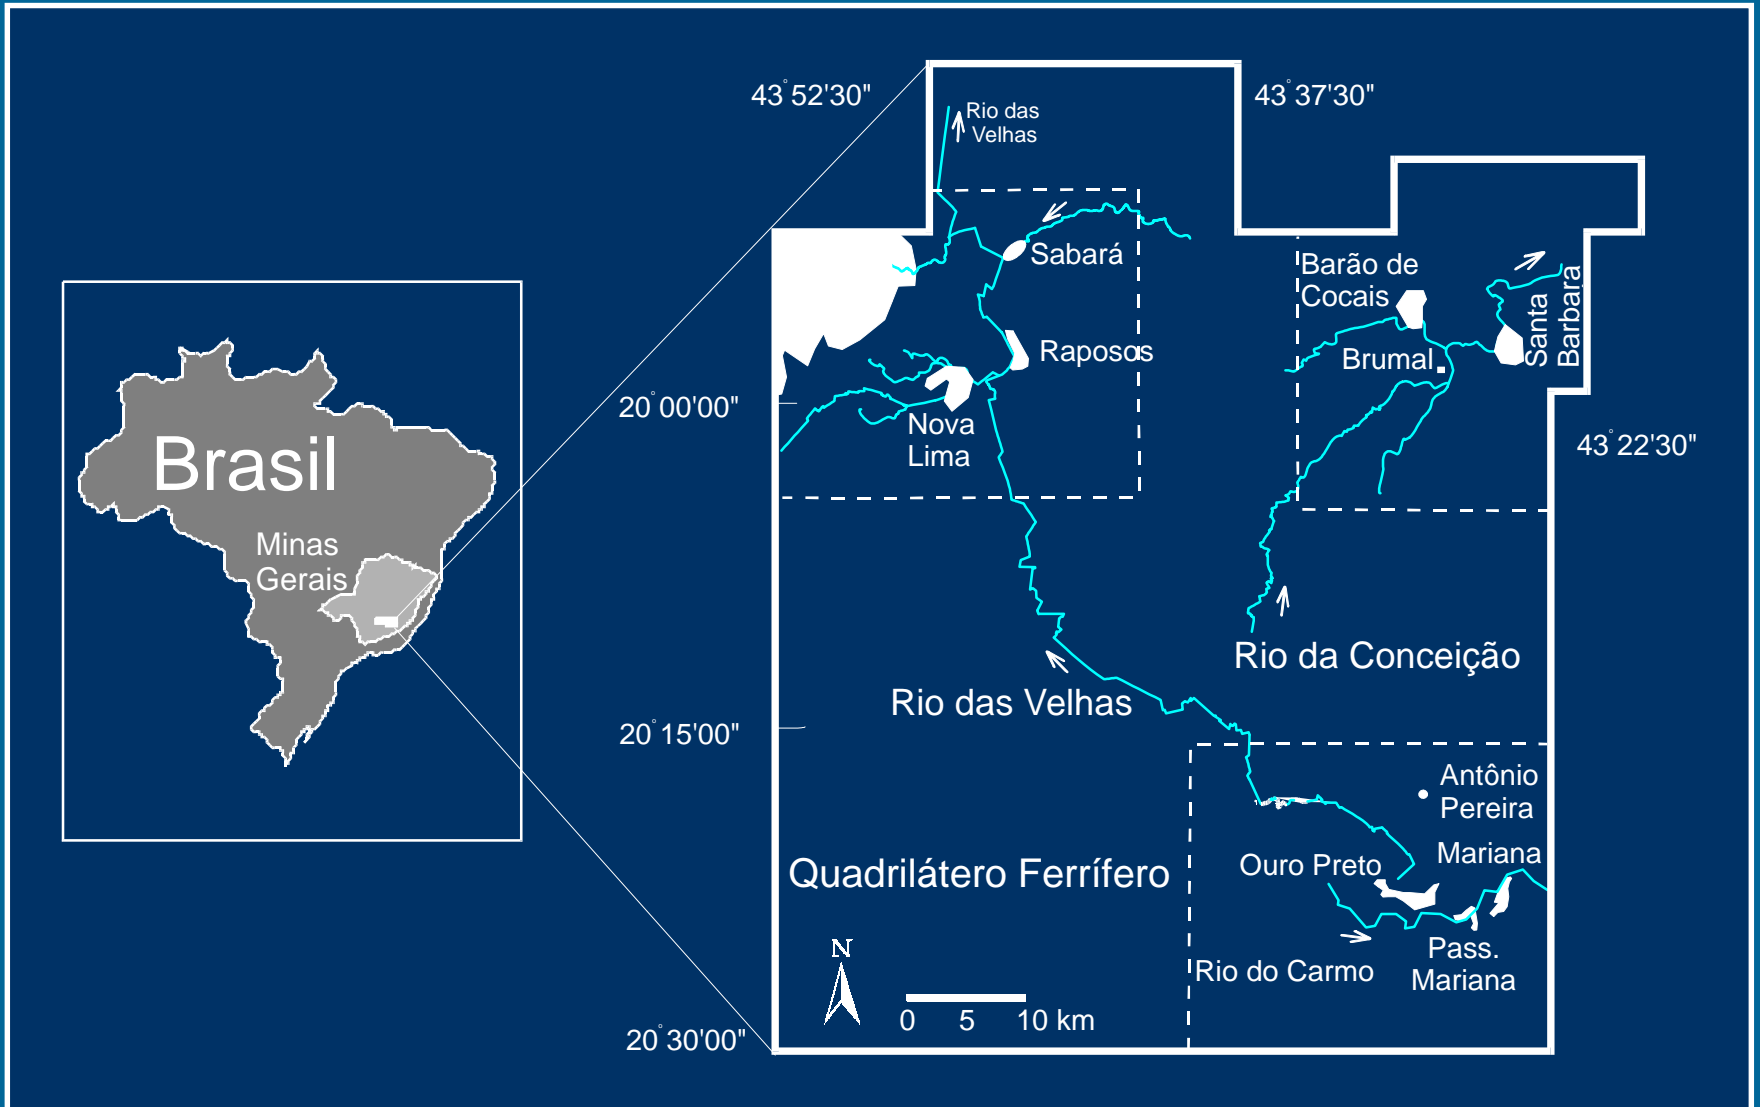 43°52'30"
43°37'30"
Rio das
Velhas
Sabará
Barão de
Cocais
Santa
Barbara
Raposos
Brumal
20°00'00"
Nova
Lima
43°22'30"
Brasil
Minas
Gerais
Rio da Conceição
Rio das Velhas
20°15'00"
Antônio
Pereira
Mariana
Ouro Preto
Quadrilátero Ferrífero
Pass.
Mariana
Rio do Carmo
N
0 5 10 km
20°30'00"